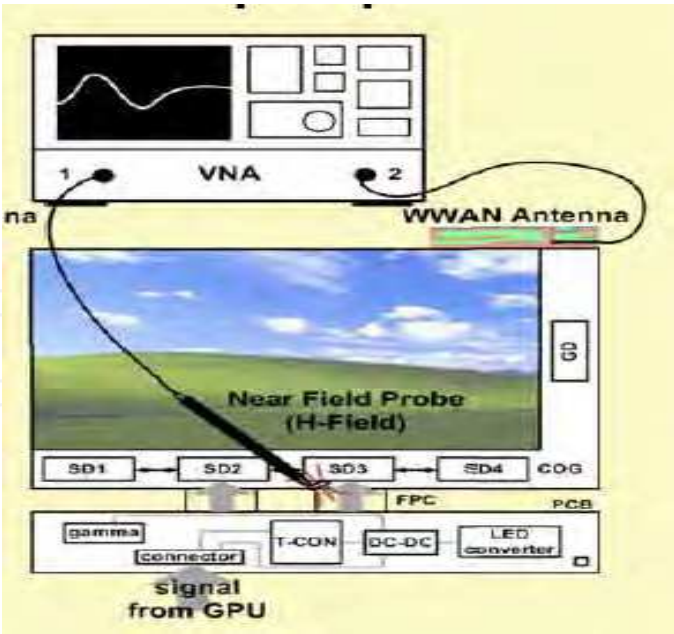 1 VNA 2
na
WWAN Antenna
GD
Near Field Probe
(H-Field)
SD1 SD2 SD3 SD4 COG
FPC
PCB
gamma
T-CON
DC-DC
LED
converter
connector
signal
from GPU